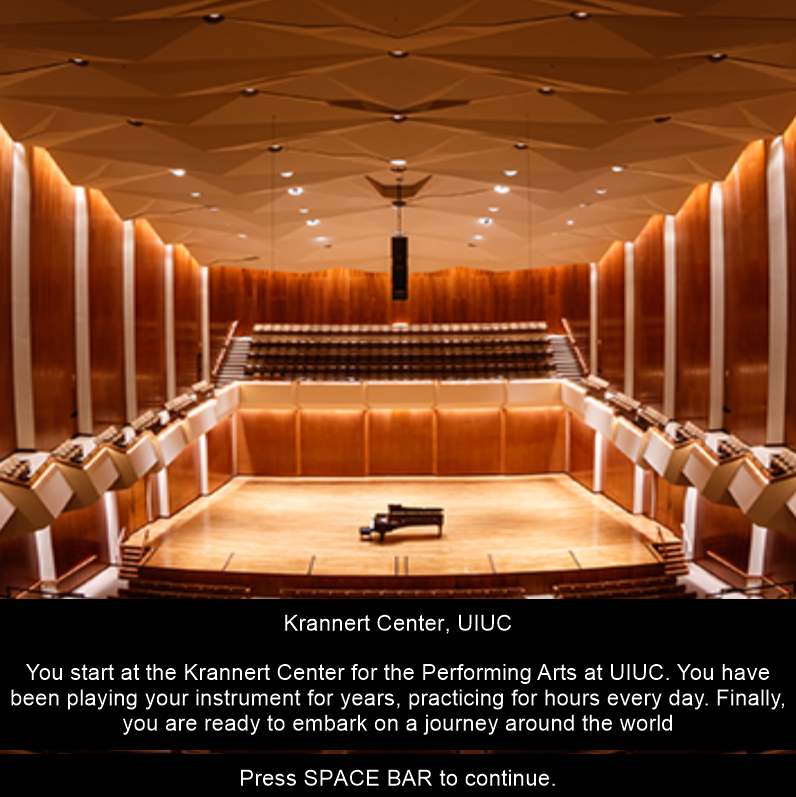 Krannert Center, UIUC
You start at the Krannert Center for the Performing Arts at UIUC. You have
been playing your instrument for years, practicing for hours every day. Finally,
you are ready to embark on a journey around the world
Press SPACE BAR to continue.